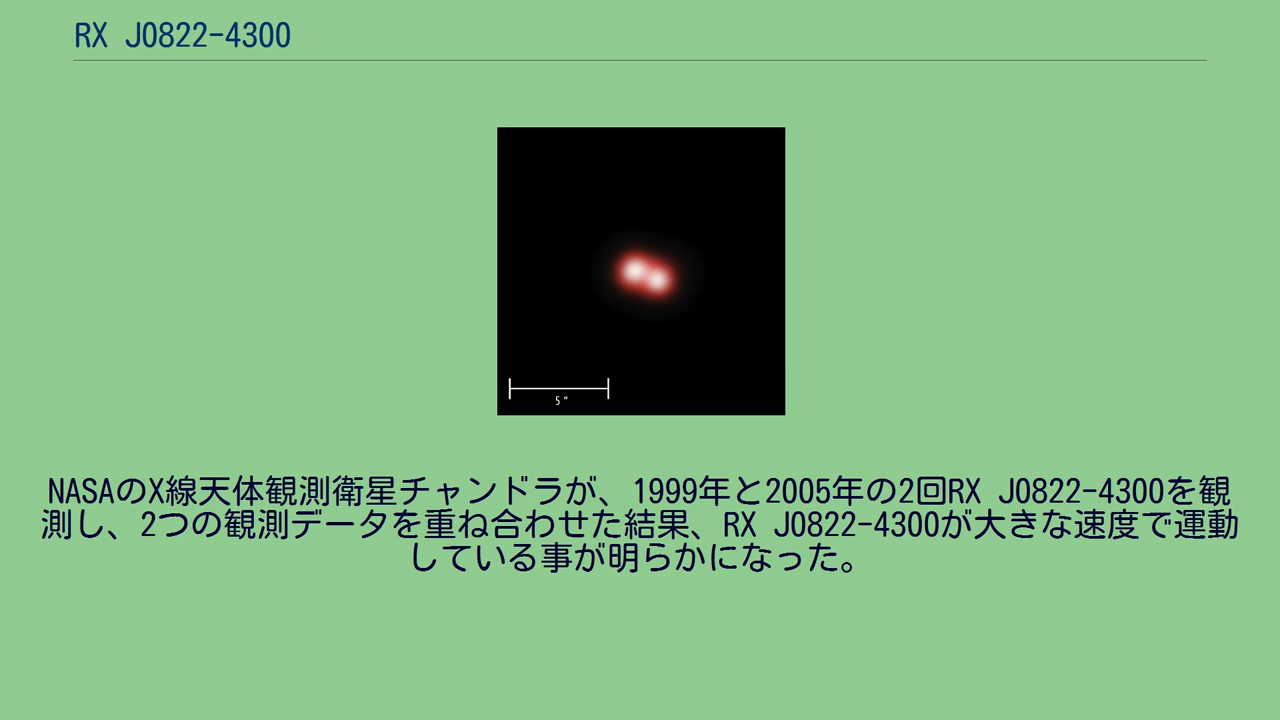 RX J0822-4300
5 "
NASAのX線天体観測衛星チャンドラが、1999年と2005年の2回RX J0822-4300を観
測し、2つの観測データを重ね合わせた結果、RX J0822-4300が大きな速度で運動
している事が明らかになった。